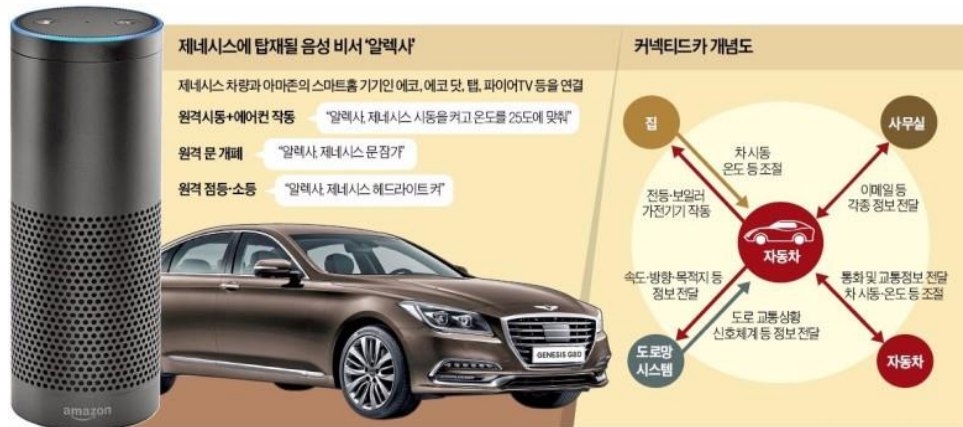 제네시스에 탑재될 음성 비서 '알렉사'
제네시스 차량과 아마존의 스마트홈 기기인 에코, 에코 닷, 탭, 파이어TV 등을 연결
원격시동+에어컨 작동
"알렉사, 제네시스 시동을 켜고 온도를 25도에 맞춰"
원격 문 개폐
"알렉사, 제네시스 문 잠가"
원격 점등·소등
"알렉사, 제네시스 헤드라이트 켜"
GENESIS G80
amazon
커넥티드카 개념도
집
사무실
차 시동
온도 등 조절
전등·보일러
가전기기 작동
이메일 등
각종 정보 전달
자동차
속도·방향·목적지 등
정보 전달
통화 및 교통정보 전달
차 시동·온도 등 조절
도로 교통상황
신호체계 등 정보 전달
도로망
시스템
자동차